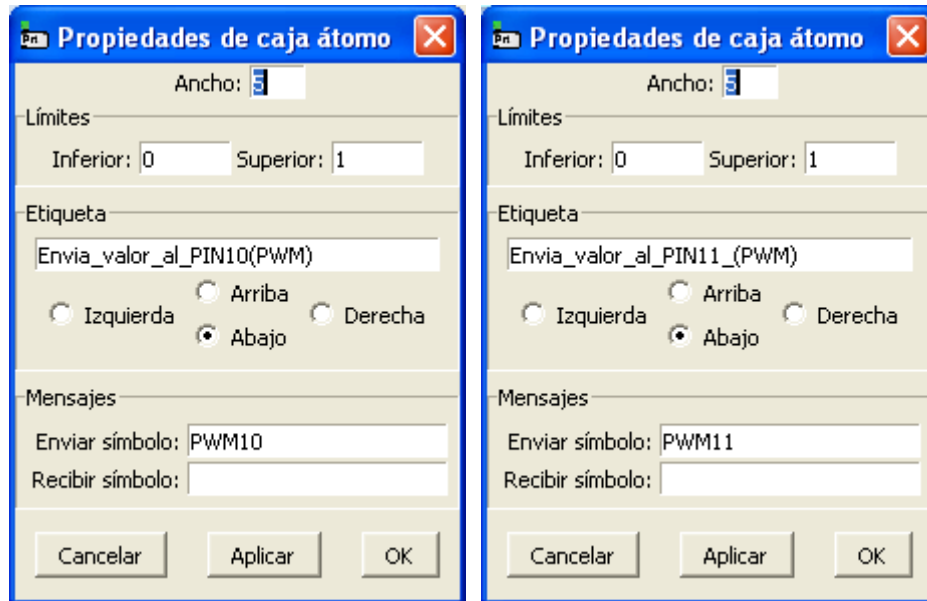 Pri Propiedades de caja átomo
Ancho: 5
Límites
Inferior: 0 Superior: 1
Etiqueta
Envia_valor_al_PIN10(PWM)
Arriba
Izquierda Derecha
Abajo
Mensajes
Enviar símbolo: PWM10
Recibir símbolo:
Cancelar Aplicar OK
Pri Propiedades de caja átomo
Ancho: 5
Límites
Inferior: 0 Superior: 1
Etiqueta
Envia_valor_al_PIN11_(PWM)
Arriba
Izquierda Derecha
Abajo
Mensajes
Enviar símbolo: PWM11
Recibir símbolo:
Cancelar Aplicar OK